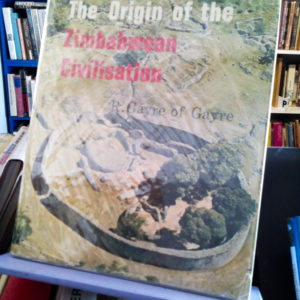 The Origin of the
Zimbabwean
Civilisation
R. Gayre of Gayre